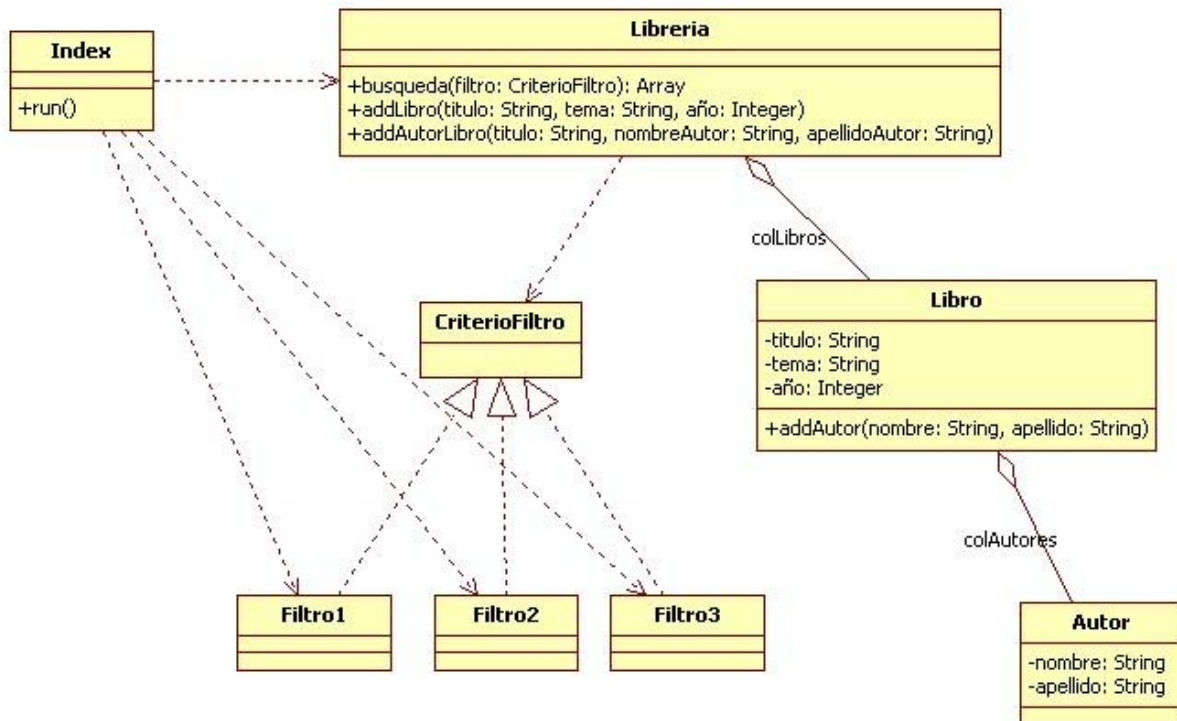 Index
+run()
Libreria
+busqueda(filtro: CriterioFiltro): Array
+addLibro(titulo: String, tema: String, año: Integer)
+addAutorLibro(titulo: String, nombreAutor: String, apellidoAutor: String)
colLibros
CriterioFiltro
Libro
-titulo: String
-tema: String
-año: Integer
+addAutor(nombre: String, apellido: String)
colAutores
Filtro1
Filtro2
Filtro3
Autor
-nombre: String
-apellido: String